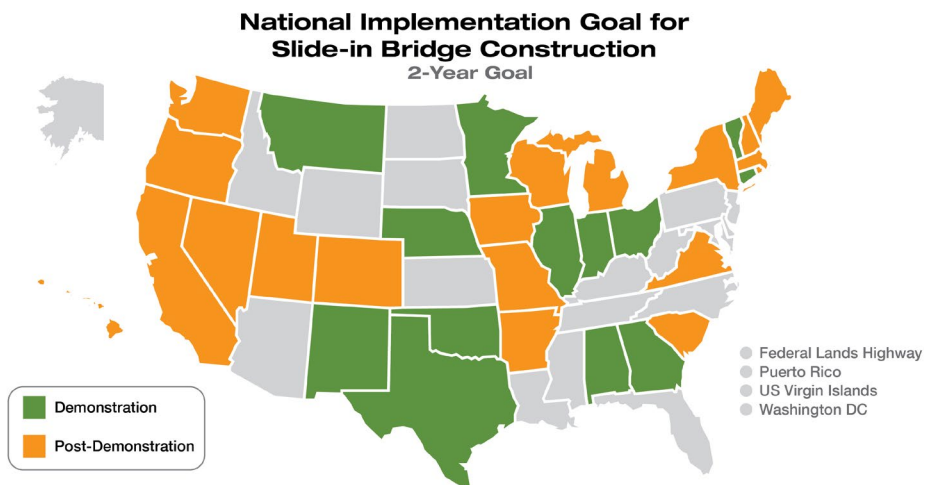 National Implementation Goal for
Slide-in Bridge Construction
2-Year Goal
Federal Lands Highway
Puerto Rico
US Virgin Islands
Washington DC
Demonstration
Post-Demonstration